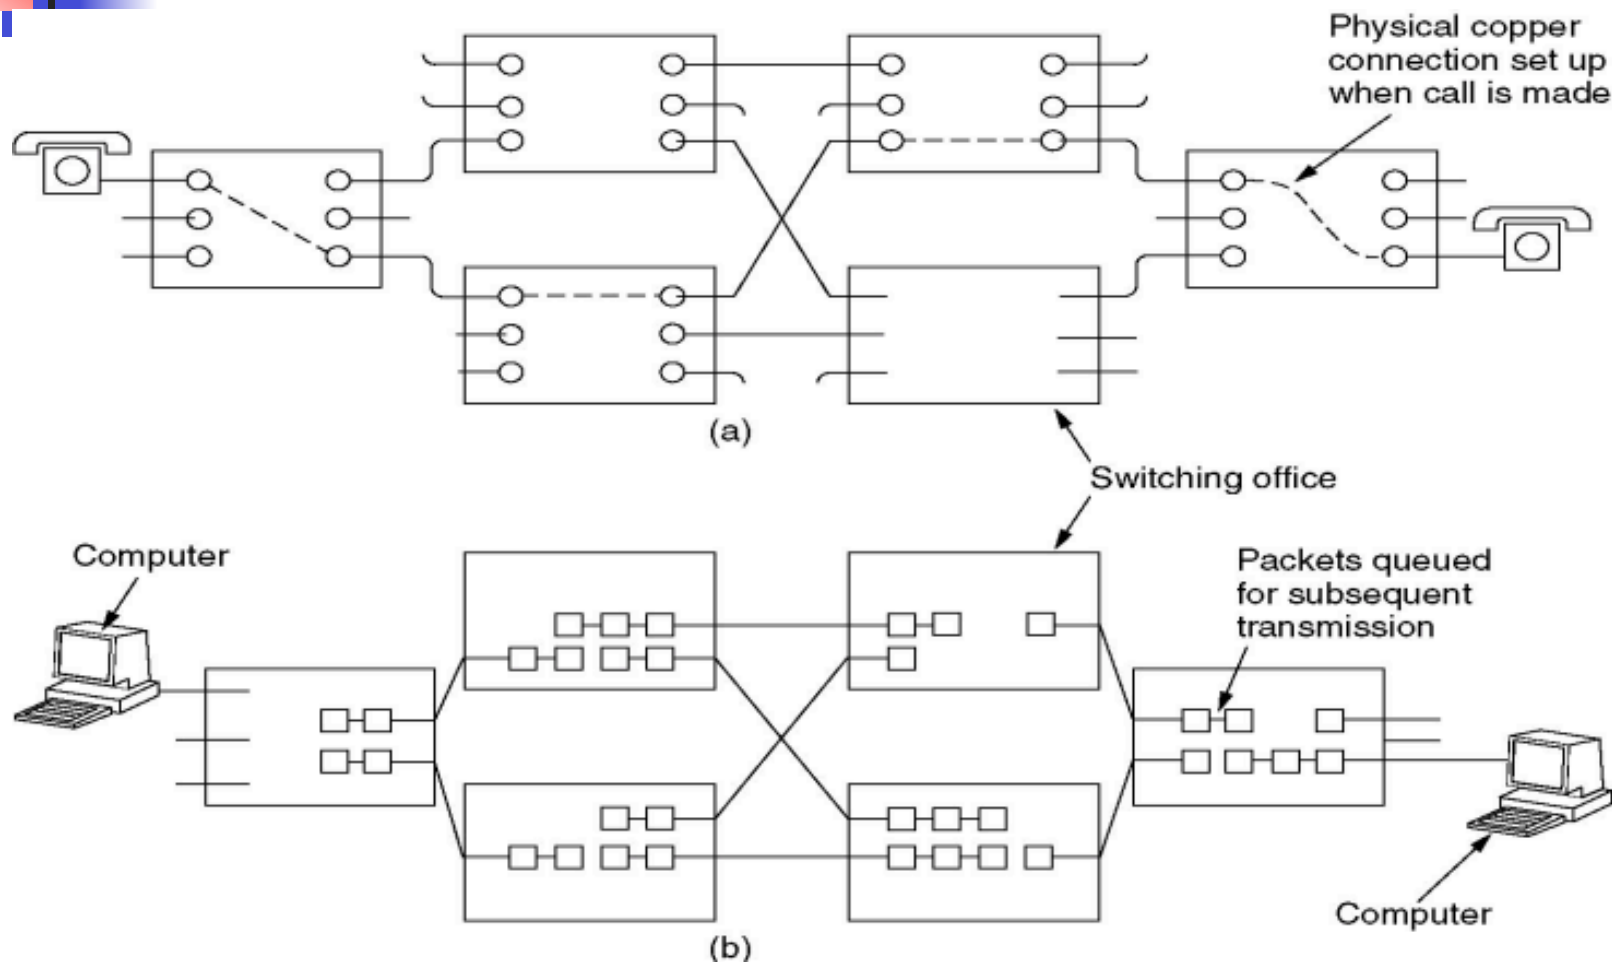 Physical copper
connection set up
when call is made
(a)
Switching office
Computer
Packets queued
for subsequent
transmission
Computer
(b)